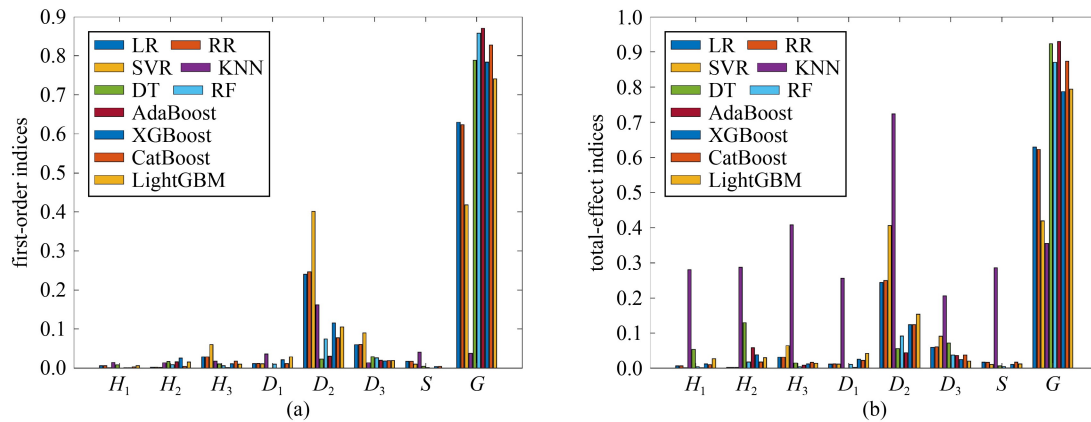 0.9
0.8
0.7
0.6
0.5
0.4
0.3
0.2
0.1
0.0
first-order indices
LR RR
SVR KNN
DT RF
AdaBoost
XGBoost
CatBoost
LightGBM
H1 H2 H3 D1 D2 D3 S G
(a)
1.0
0.9
0.8
0.7
0.6
0.5
0.4
0.3
0.2
0.1
0.0
total-effect indices
LR RR
SVR KNN
DT RF
AdaBoost
XGBoost
CatBoost
LightGBM
H1 H2 H3 D1 D2 D3 S G
(b)